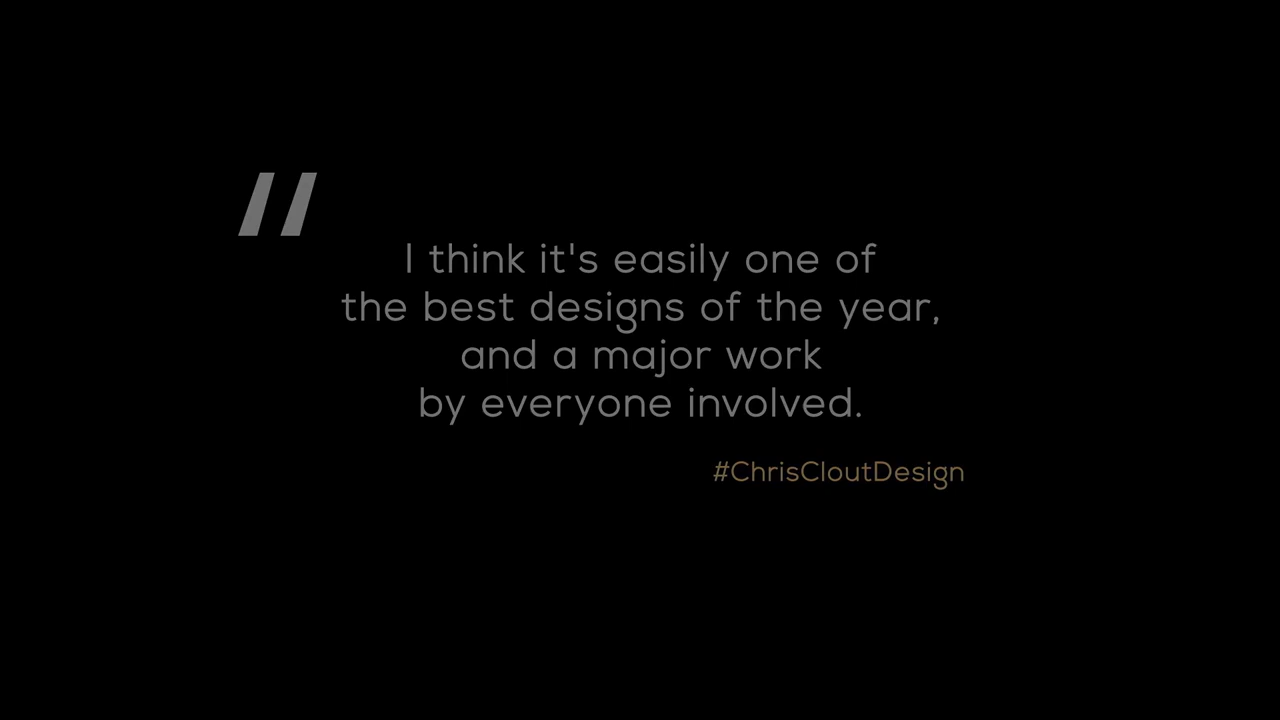 "
I think it's easily one of
the best designs of the year,
and a major work
by everyone involved.
#ChrisCloutDesign